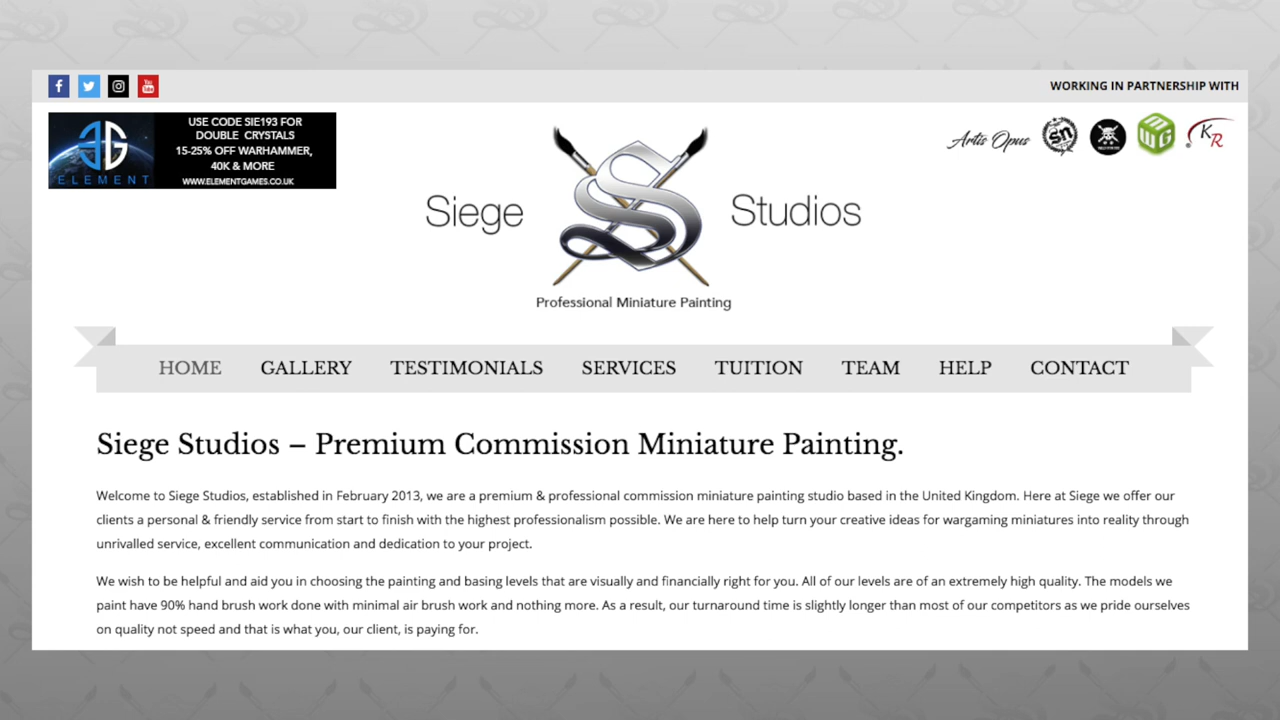 f
You Tube
WORKING IN PARTNERSHIP WITH
USE CODE SIE193 FOR
DOUBLE CRYSTALS
15-25% OFF WARHAMMER,
40K & MORE
WWW.ELEMENTGAMES.CO.UK
EG
ELEMENT
Artis Opus
sn
WG
KR
Siege
S
Studios
Professional Miniature Painting
HOME GALLERY TESTIMONIALS SERVICES TUITION TEAM HELP CONTACT
Siege Studios – Premium Commission Miniature Painting.
Welcome to Siege Studios, established in February 2013, we are a premium & professional commission miniature painting studio based in the United Kingdom. Here at Siege we offer our
clients a personal & friendly service from start to finish with the highest professionalism possible. We are here to help turn your creative ideas for wargaming miniatures into reality through
unrivalled service, excellent communication and dedication to your project.
We wish to be helpful and aid you in choosing the painting and basing levels that are visually and financially right for you. All of our levels are of an extremely high quality. The models we
paint have 90% hand brush work done with minimal air brush work and nothing more. As a result, our turnaround time is slightly longer than most of our competitors as we pride ourselves
on quality not speed and that is what you, our client, is paying for.